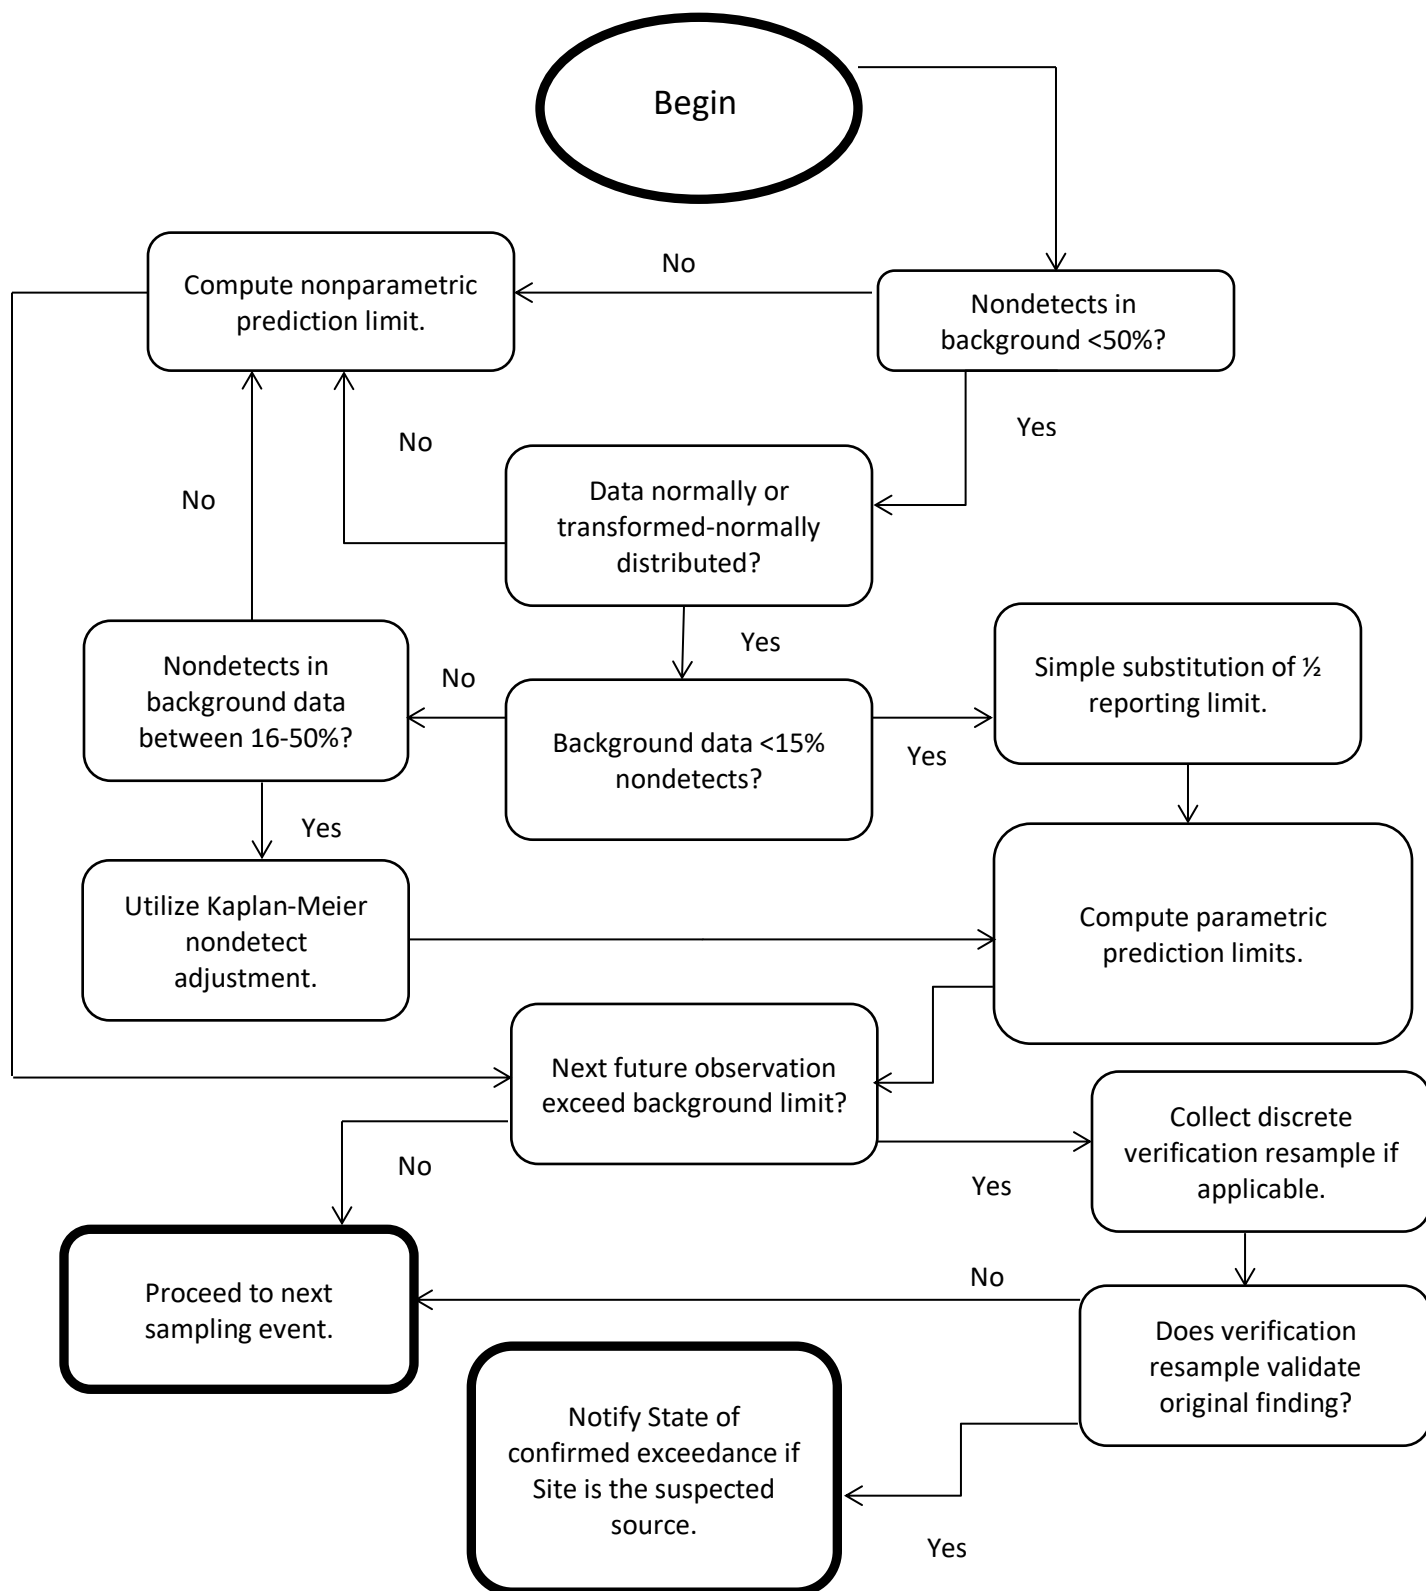 Begin
No
Compute nonparametric
prediction limit.
Nondetects in
background <50%?
Yes
No
Data normally or
transformed-normally
distributed?
No
Yes
Nondetects in
background data
between 16-50%?
No
Simple substitution of ½
reporting limit.
Background data <15%
nondetects?
Yes
Yes
Utilize Kaplan-Meier
nondetect
adjustment.
Compute parametric
prediction limits.
Next future observation
exceed background limit?
Collect discrete
verification resample if
applicable.
No
Yes
Proceed to next
sampling event.
No
Does verification
resample validate
original finding?
Notify State of
confirmed exceedance if
Site is the suspected
source.
Yes